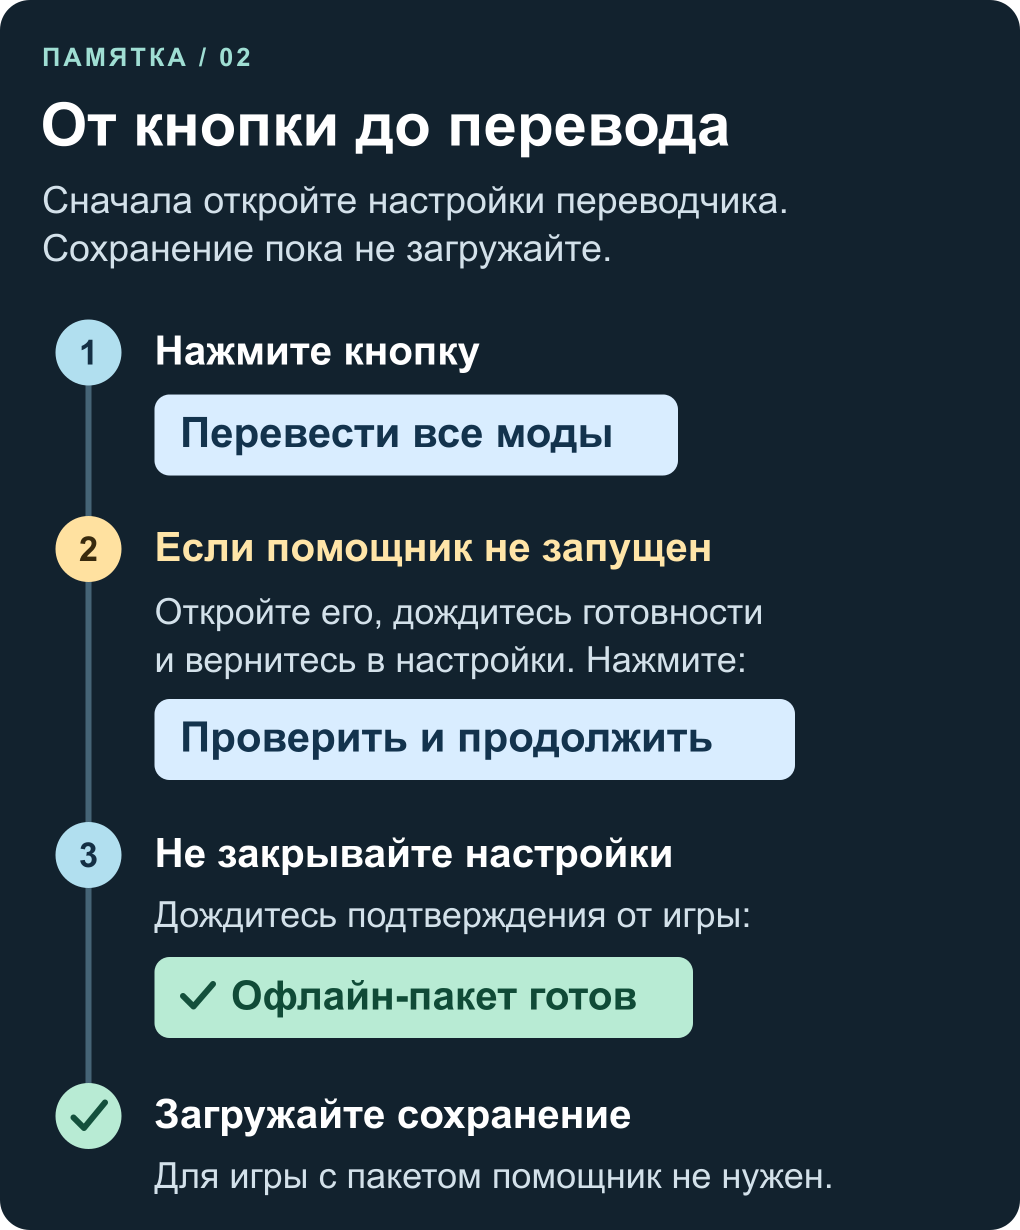 ПАМЯТКА / 02
От кнопки до перевода
Сначала откройте настройки переводчика.
Сохранение пока не загружайте.
1
Нажмите кнопку
Перевести все моды
2
Если помощник не запущен
Откройте его, дождитесь готовности
и вернитесь в настройки. Нажмите:
Проверить и продолжить
3
Не закрывайте настройки
Дождитесь подтверждения от игры:
✓ Офлайн-пакет готов
✓
Загружайте сохранение
Для игры с пакетом помощник не нужен.